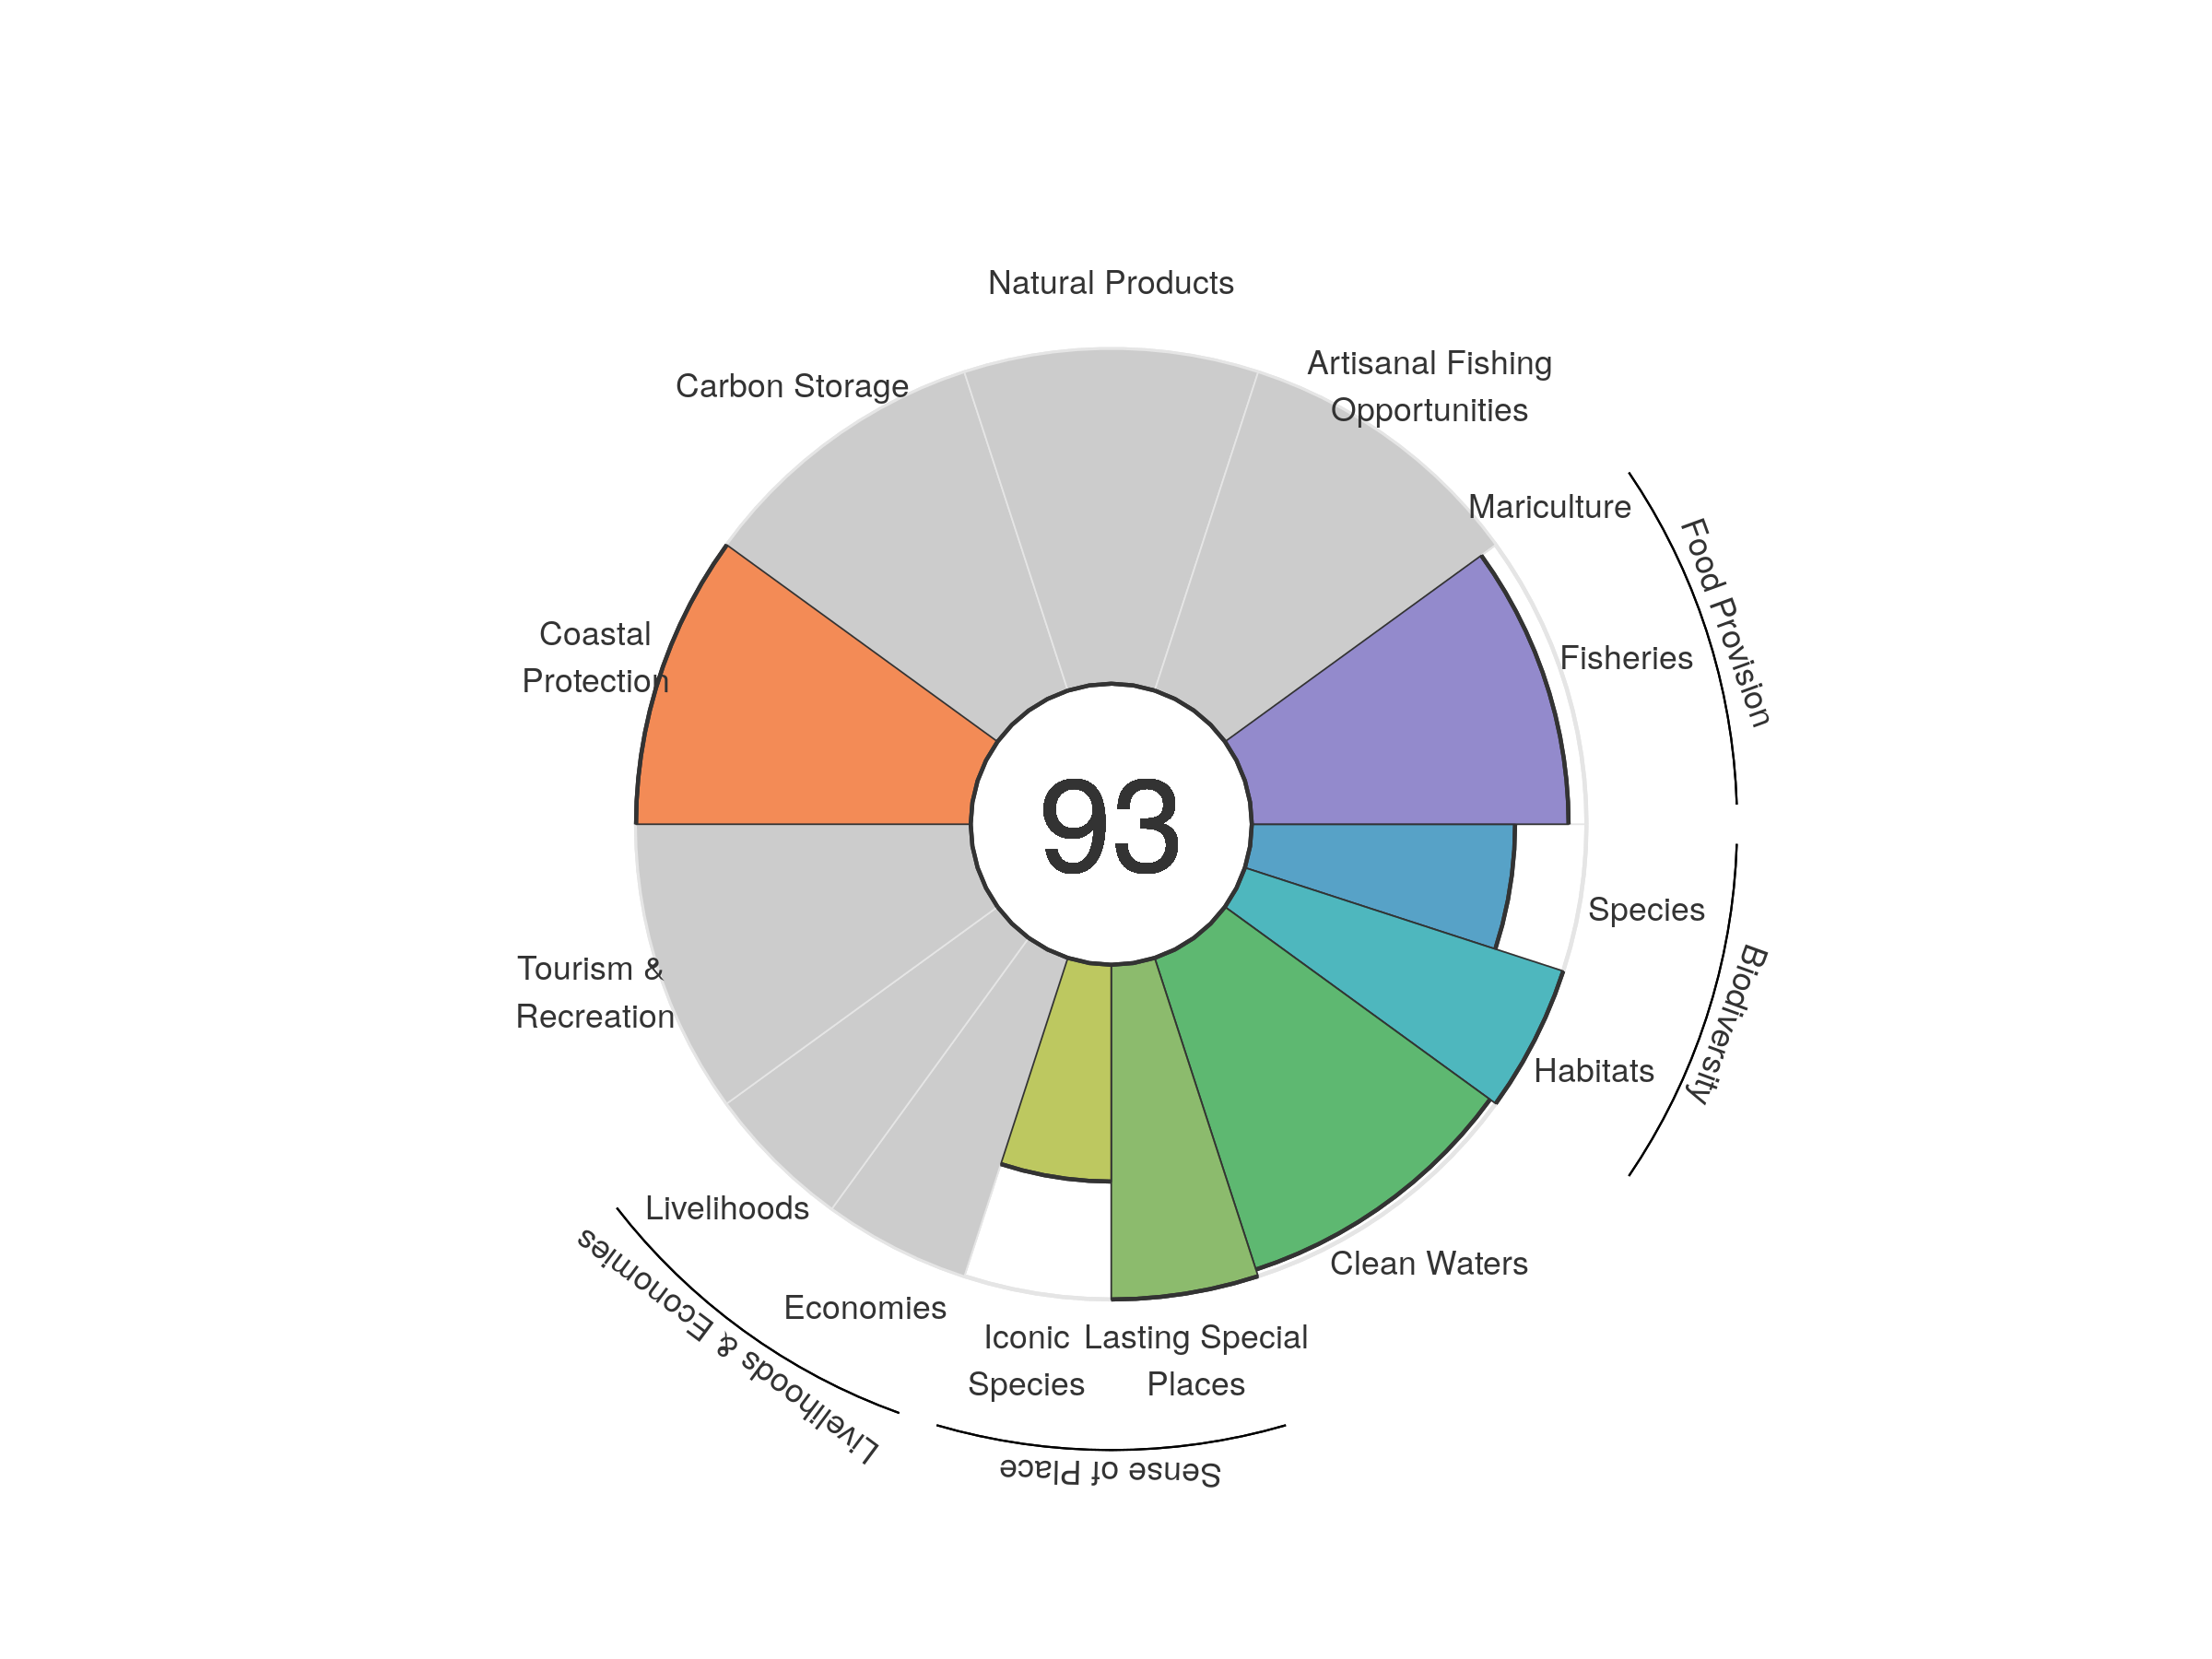 Natural Products
Artisanal Fishing
Opportunities
Carbon Storage
Mariculture
Food Provision
Fisheries
Coastal
Protection
93
Species
Biodiversity
Habitats
Tourism &
Recreation
Livelihoods
Clean Waters
Economies
Livelihoods & Economies
Iconic
Species
Lasting Special
Places
Sense of Place